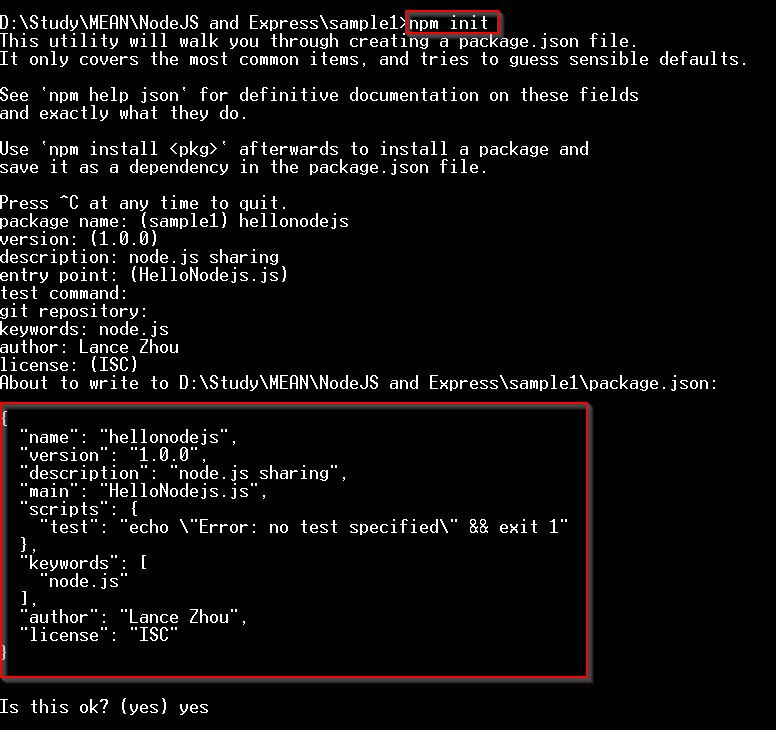 D:\Study\MEAN\NodeJS and Express\sample1>npm init
This utility will walk you through creating a package.json file.
It only covers the most common items, and tries to guess sensible defaults.
See `npm help json` for definitive documentation on these fields
and exactly what they do.
Use `npm install <pkg>` afterwards to install a package and
save it as a dependency in the package.json file.
Press ^C at any time to quit.
package name: (sample1) hellonodejs
version: (1.0.0)
description: node.js sharing
entry point: (HelloNodejs.js)
test command:
git repository:
keywords: node.js
author: Lance Zhou
license: (ISC)
About to write to D:\Study\MEAN\NodeJS and Express\sample1\package.json:
{
  "name": "hellonodejs",
  "version": "1.0.0",
  "description": "node.js sharing",
  "main": "HelloNodejs.js",
  "scripts": {
    "test": "echo \"Error: no test specified\" && exit 1"
  },
  "keywords": [
    "node.js"
  ],
  "author": "Lance Zhou",
  "license": "ISC"
}
Is this ok? (yes) yes